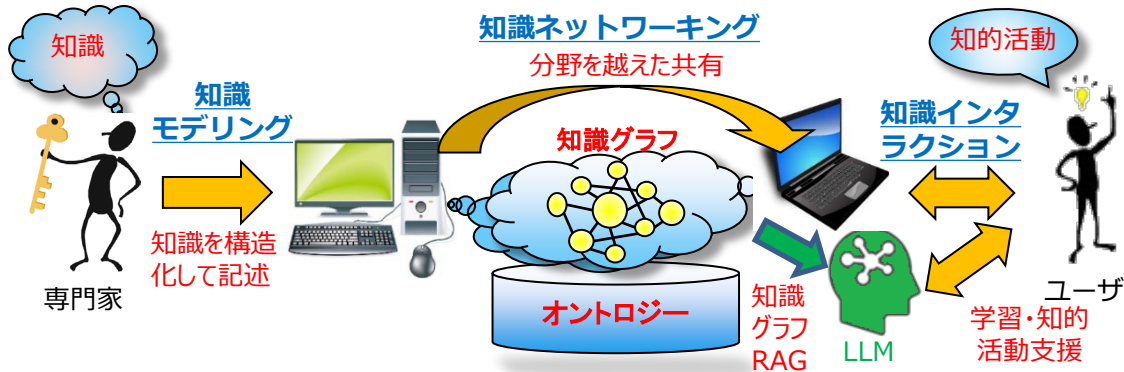 知識
知識
モデリング
知識を構造
化して記述
専門家
知識ネットワーキング
分野を越えた共有
知識グラフ
オントロジー
知識
グラフ
RAG
LLM
知識インタ
ラクション
知的活動
ユーザ
学習・知的
活動支援